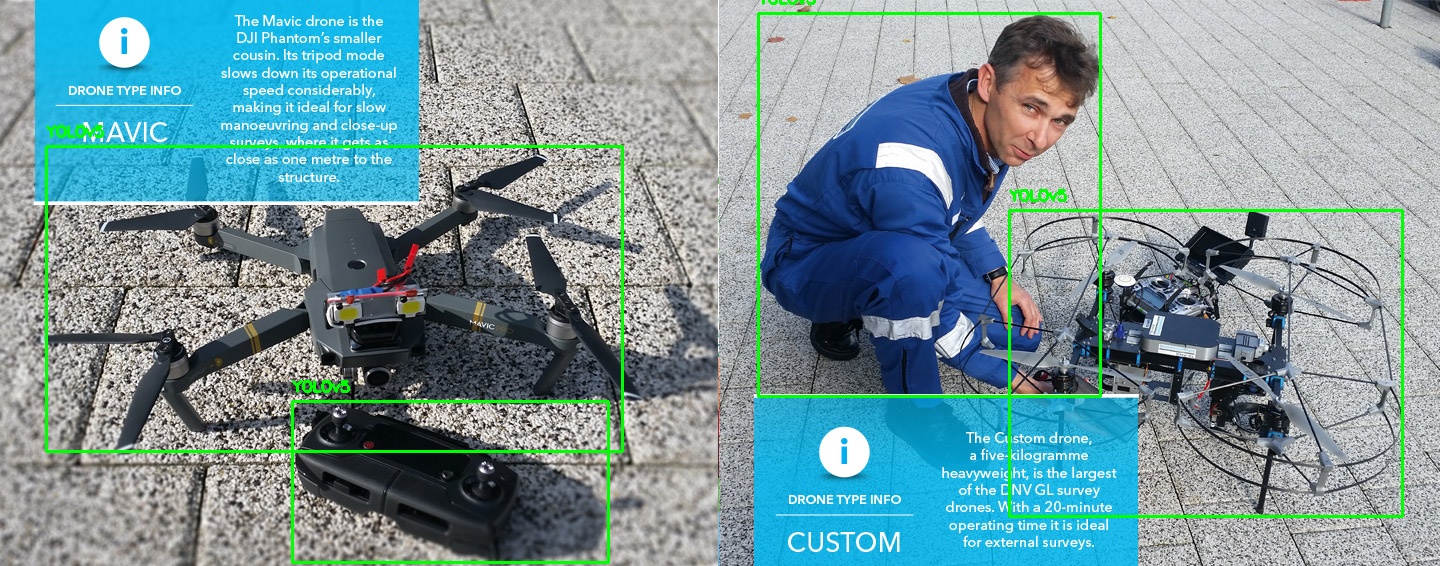 DRONE TYPE INFO
MAVIC
The Mavic drone is the
DJI Phantom's smaller
cousin. Its tripod mode
slows down its operational
speed considerably,
making it ideal for slow
manoeuvring and close-up
surveys, where it gets as
close as one metre to the
structure.
YOLOv5
MAVIC
YOLOv5
YOLOv5
YOLOv5
DRONE TYPE INFO
CUSTOM
The Custom drone,
a five-kilogramme
heavyweight, is the largest
of the DNV GL survey
drones. With a 20-minute
operating time it is ideal
for external surveys.